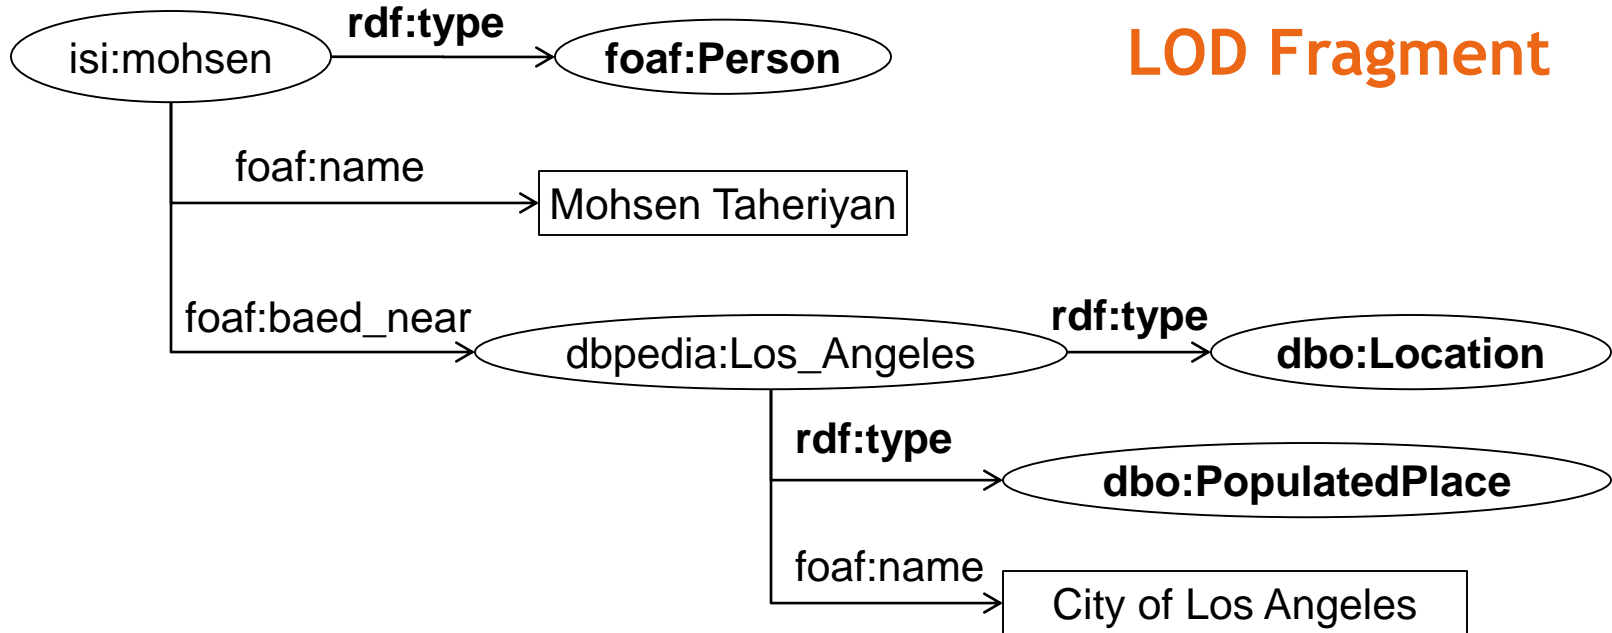 rdf:type
LOD Fragment
isi:mohsen
foaf:Person
foaf:name
Mohsen Taheriyan
foaf:baed_near
rdf:type
dbpedia:Los_Angeles
dbo:Location
rdf:type
dbo:PopulatedPlace
foaf:name
City of Los Angeles